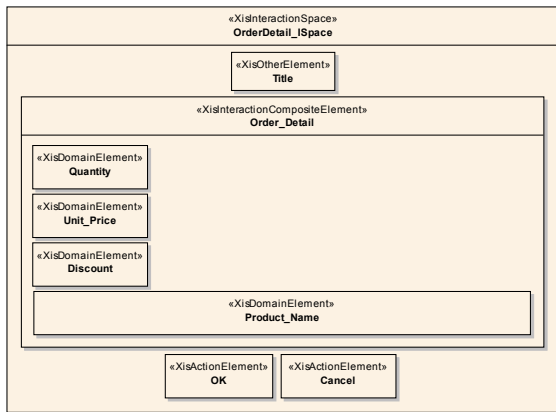 «XisInteractionSpace»
OrderDetail_ISpace
«XisOtherElement»
Title
«XisInteractionCompositeElement»
Order_Detail
«XisDomainElement»
Quantity
«XisDomainElement»
Unit_Price
«XisDomainElement»
Discount
«XisDomainElement»
Product_Name
«XisActionElement» «XisActionElement»
OK Cancel